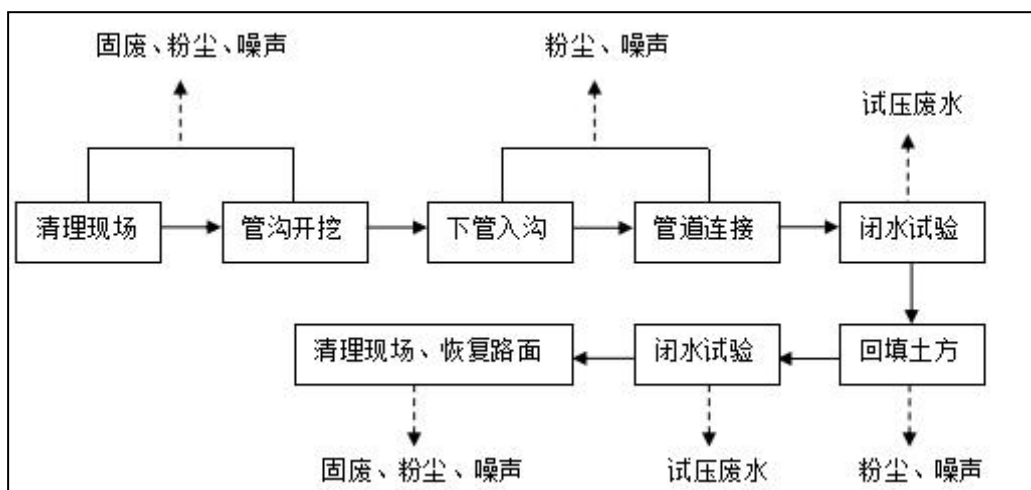 固废、粉尘、噪声
粉尘、噪声
试压废水
清理现场
管沟开挖
下管入沟
管道连接
闭水试验
清理现场、恢复路面
闭水试验
回填土方
固废、粉尘、噪声
试压废水
粉尘、噪声